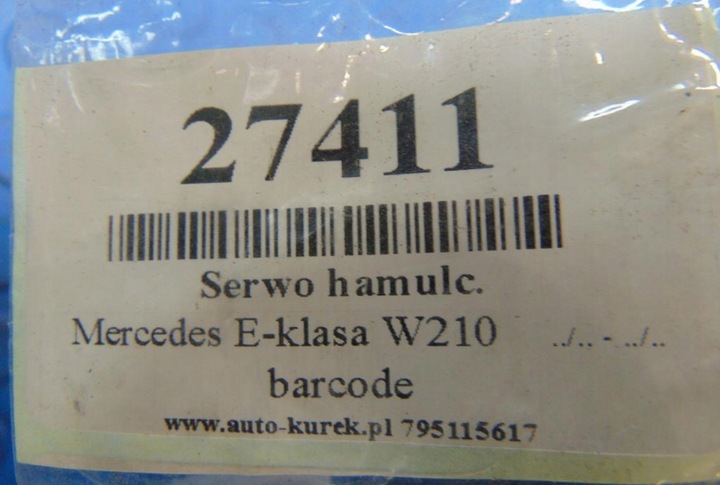 27411
Serwo hamulc.
Mercedes E-klasa W210 ../.. - ../..
barcode
www.auto-kurek.pl 795115617